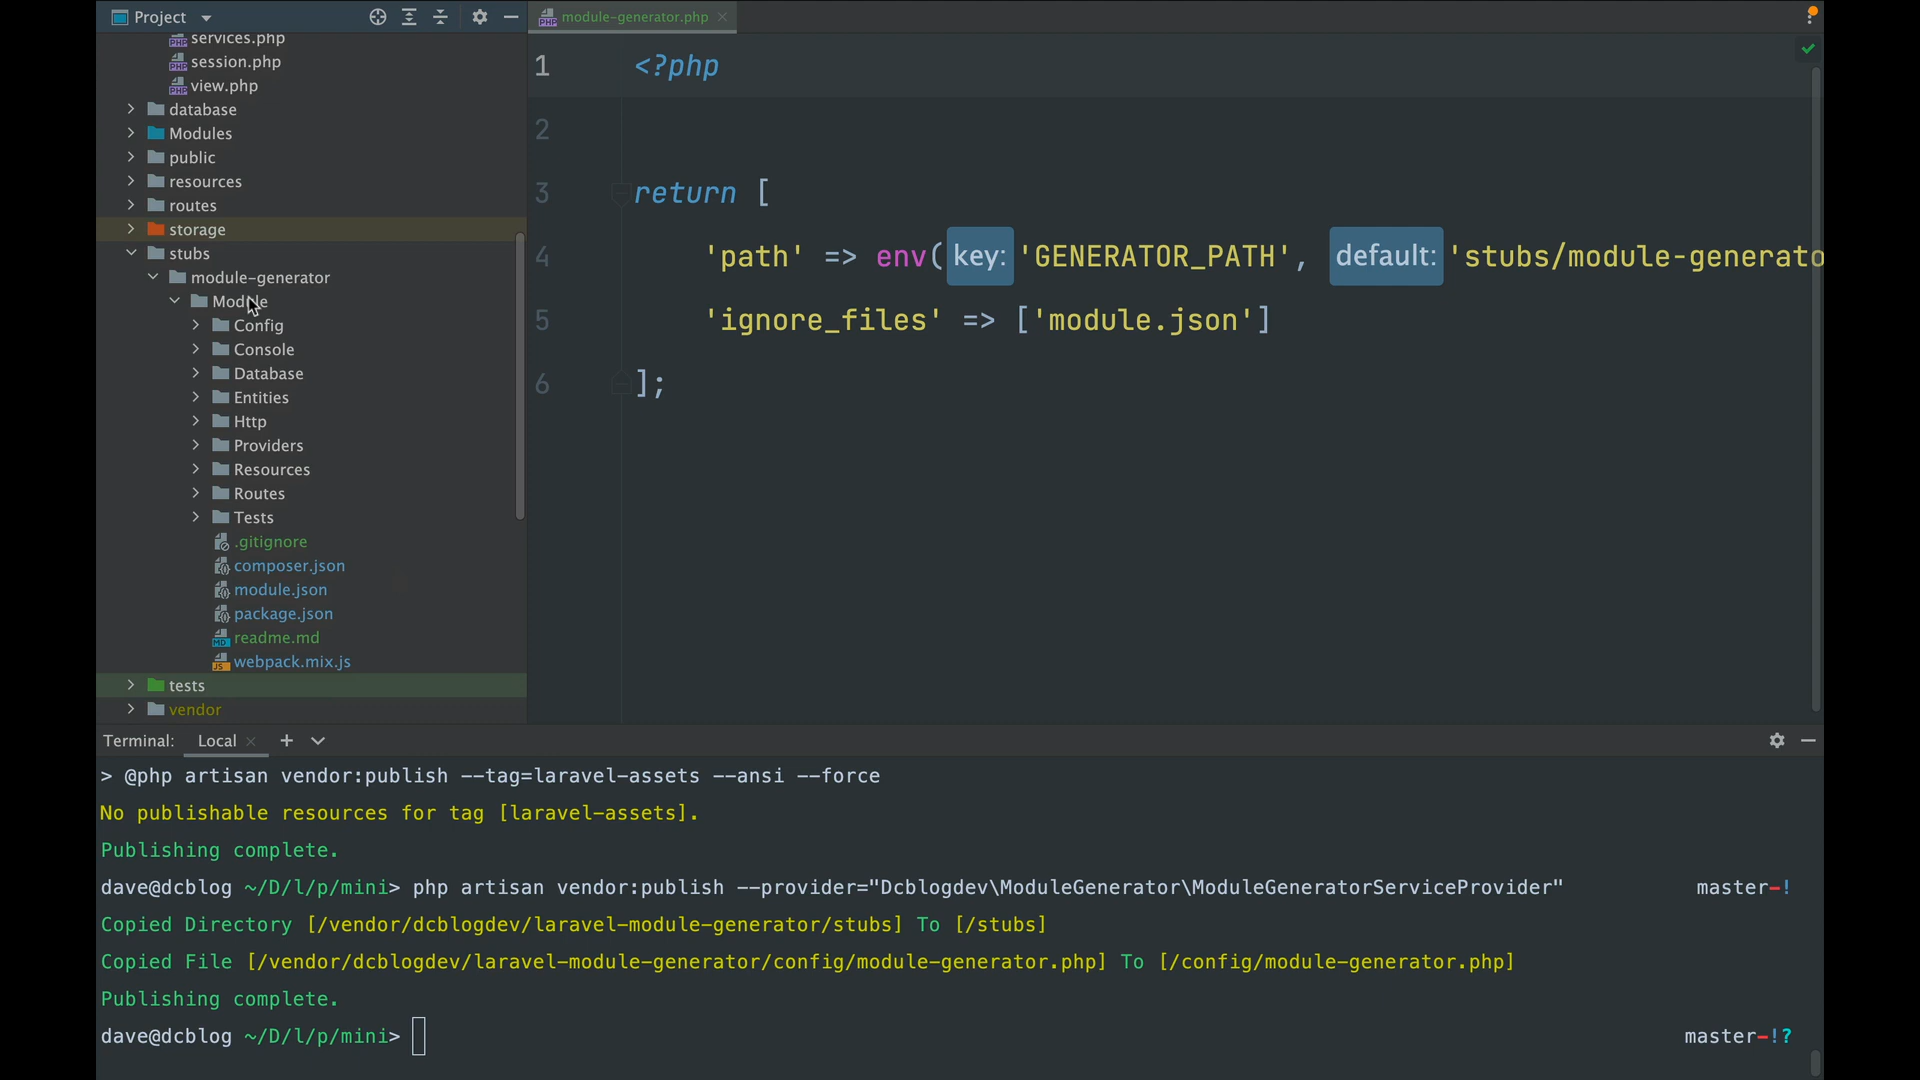 Project
services.php
session.php
view.php
database
Modules
public
resources
routes
storage
stubs
module-generator
Module
Config
Console
Database
Entities
Http
Providers
Resources
Routes
Tests
.gitignore
composer.json
module.json
package.json
readme.md
webpack.mix.js
tests
vendor
module-generator.php
1 <?php
2
3 return [
4 'path' => env( key: 'GENERATOR_PATH', default: 'stubs/module-generato
5 'ignore_files' => ['module.json']
6 ];
Terminal: Local
> @php artisan vendor:publish --tag=laravel-assets --ansi --force
No publishable resources for tag [laravel-assets].
Publishing complete.
dave@dcblog ~/D/l/p/mini> php artisan vendor:publish --provider="Dcblogdev\ModuleGenerator\ModuleGeneratorServiceProvider" master-!
Copied Directory [/vendor/dcblogdev/laravel-module-generator/stubs] To [/stubs]
Copied File [/vendor/dcblogdev/laravel-module-generator/config/module-generator.php] To [/config/module-generator.php]
Publishing complete.
dave@dcblog ~/D/l/p/mini> master-!?